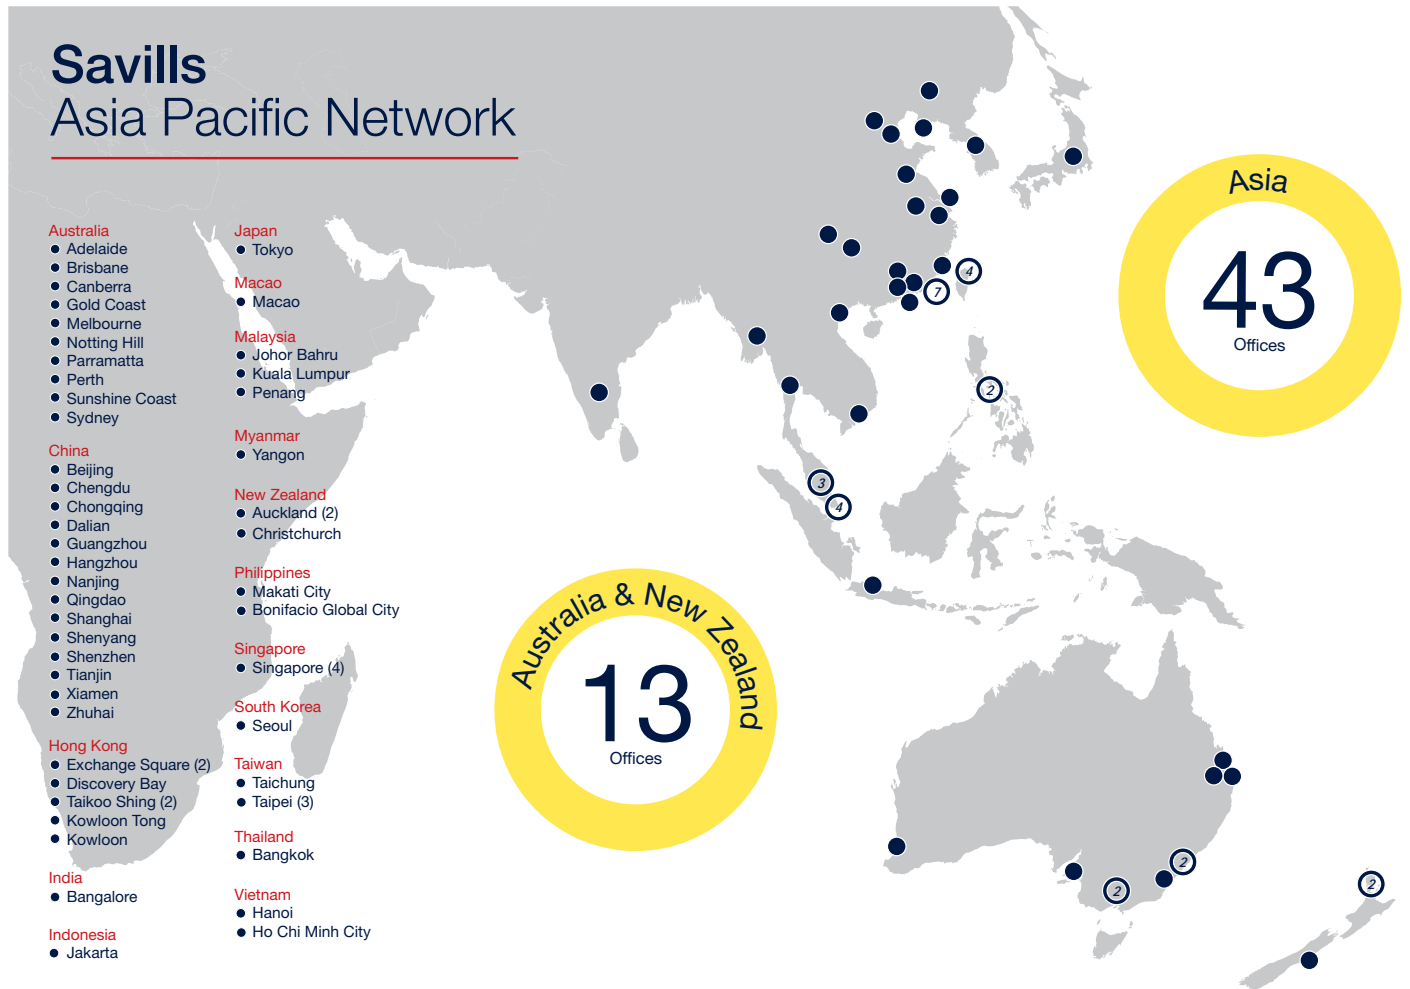 Savills
Asia Pacific Network
Australia
Adelaide
Brisbane
Canberra
Gold Coast
Melbourne
Notting Hill
Parramatta
Perth
Sunshine Coast
Sydney
China
Beijing
Chengdu
Chongqing
Dalian
Guangzhou
Hangzhou
Nanjing
Qingdao
Shanghai
Shenyang
Shenzhen
Tianjin
Xiamen
Zhuhai
Hong Kong
Exchange Square (2)
Discovery Bay
Taikoo Shing (2)
Kowloon Tong
Kowloon
India
Bangalore
Indonesia
Jakarta
Japan
Tokyo
Macao
Macao
Malaysia
Johor Bahru
Kuala Lumpur
Penang
Myanmar
Yangon
New Zealand
Auckland (2)
Christchurch
Philippines
Makati City
Bonifacio Global City
Singapore
Singapore (4)
South Korea
Seoul
Taiwan
Taichung
Taipei (3)
Thailand
Bangkok
Vietnam
Hanoi
Ho Chi Minh City
Asia
43
Offices
Australia & New Zealand
13
Offices
4
7
2
3
4
2
2
2